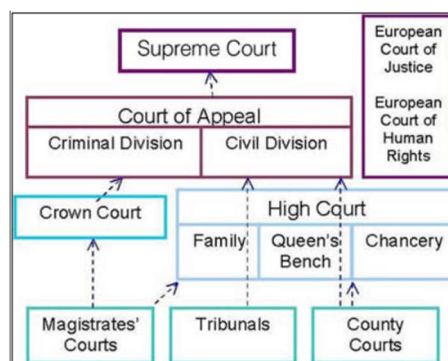 Supreme Court
European
Court of
Justice
European
Court of
Human
Rights
Court of Appeal
Criminal Division
Civil Division
Crown Court
High Court
Family
Queen's
Bench
Chancery
Magistrates'
Courts
Tribunals
County
Courts